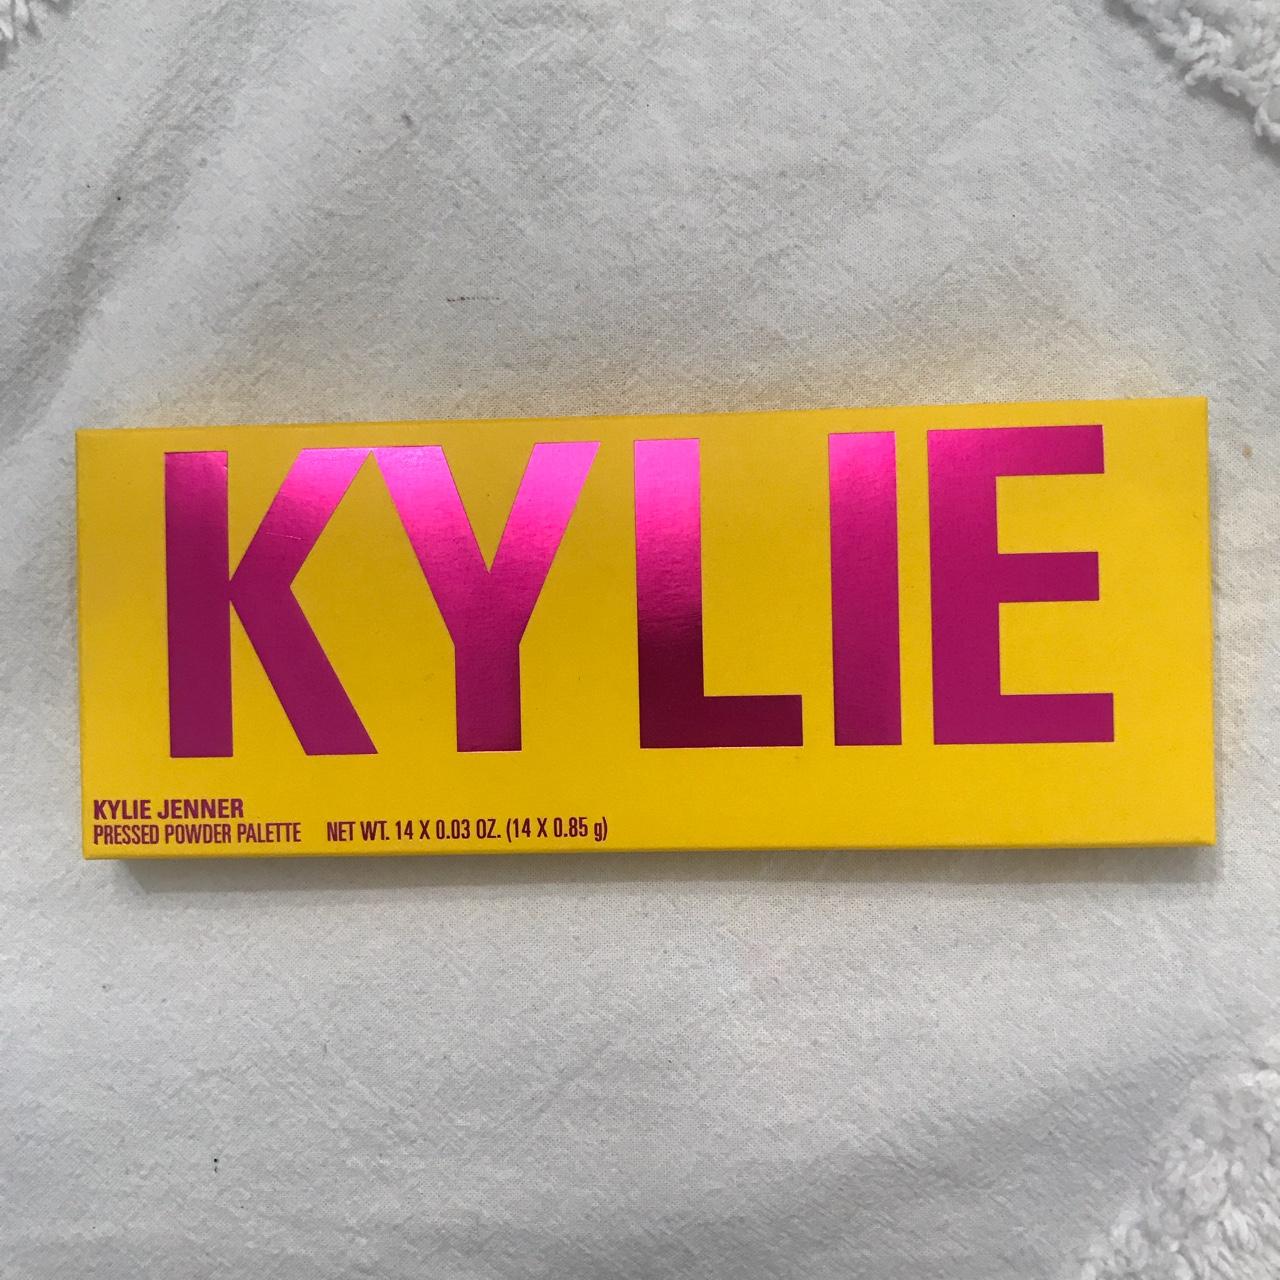 KYLIE
KYLIE JENNER
PRESSED POWDER PALETTE NET WT. 14 X 0.03 OZ. (14 X 0.85 g)